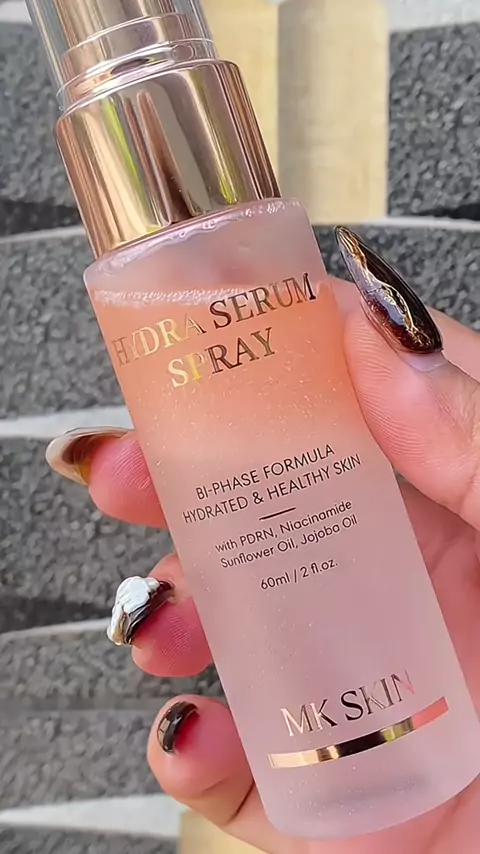 HYDRA SERUM
SPRAY
BI-PHASE FORMULA
HYDRATED & HEALTHY SKIN
with PDRN, Niacinamide
Sunflower Oil, Jojoba Oil
60ml / 2 fl.oz.
MK SKIN